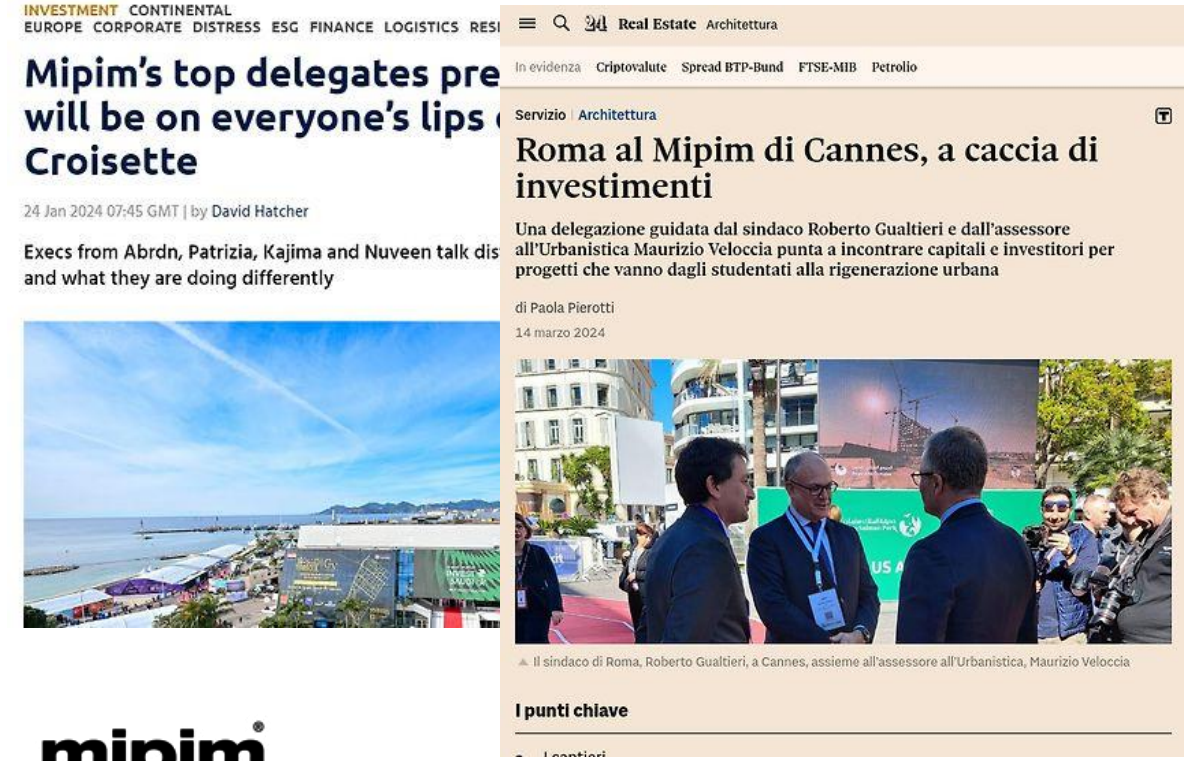 INVESTMENT CONTINENTAL
EUROPE CORPORATE DISTRESS ESG FINANCE LOGISTICS
Mipim's top delegates
will be on everyone's lips
Croisette
24 Jan 2024 07:45 GMT | by David Hatcher
Execs from Abrdn, Patrizia, Kajima and Nuveen talk
and what they are doing differently
INVEST
mipim®
24 Real Estate Architettura
In evidenza Criptovalute Spread BTP-Bund FTSE-MIB Petrolio
Servizio | Architettura
Roma al Mipim di Cannes, a caccia di
investimenti
Una delegazione guidata dal sindaco Roberto Gualtieri e dall'assessore
all'Urbanistica Maurizio Veloccia punta a incontrare capitali e investitori per
progetti che vanno dagli studentati alla rigenerazione urbana
di Paola Pierotti
14 marzo 2024
US A
Il sindaco di Roma, Roberto Gualtieri, a Cannes, assieme all'assessore all'Urbanistica, Maurizio Veloccia
I punti chiave
I cantieri